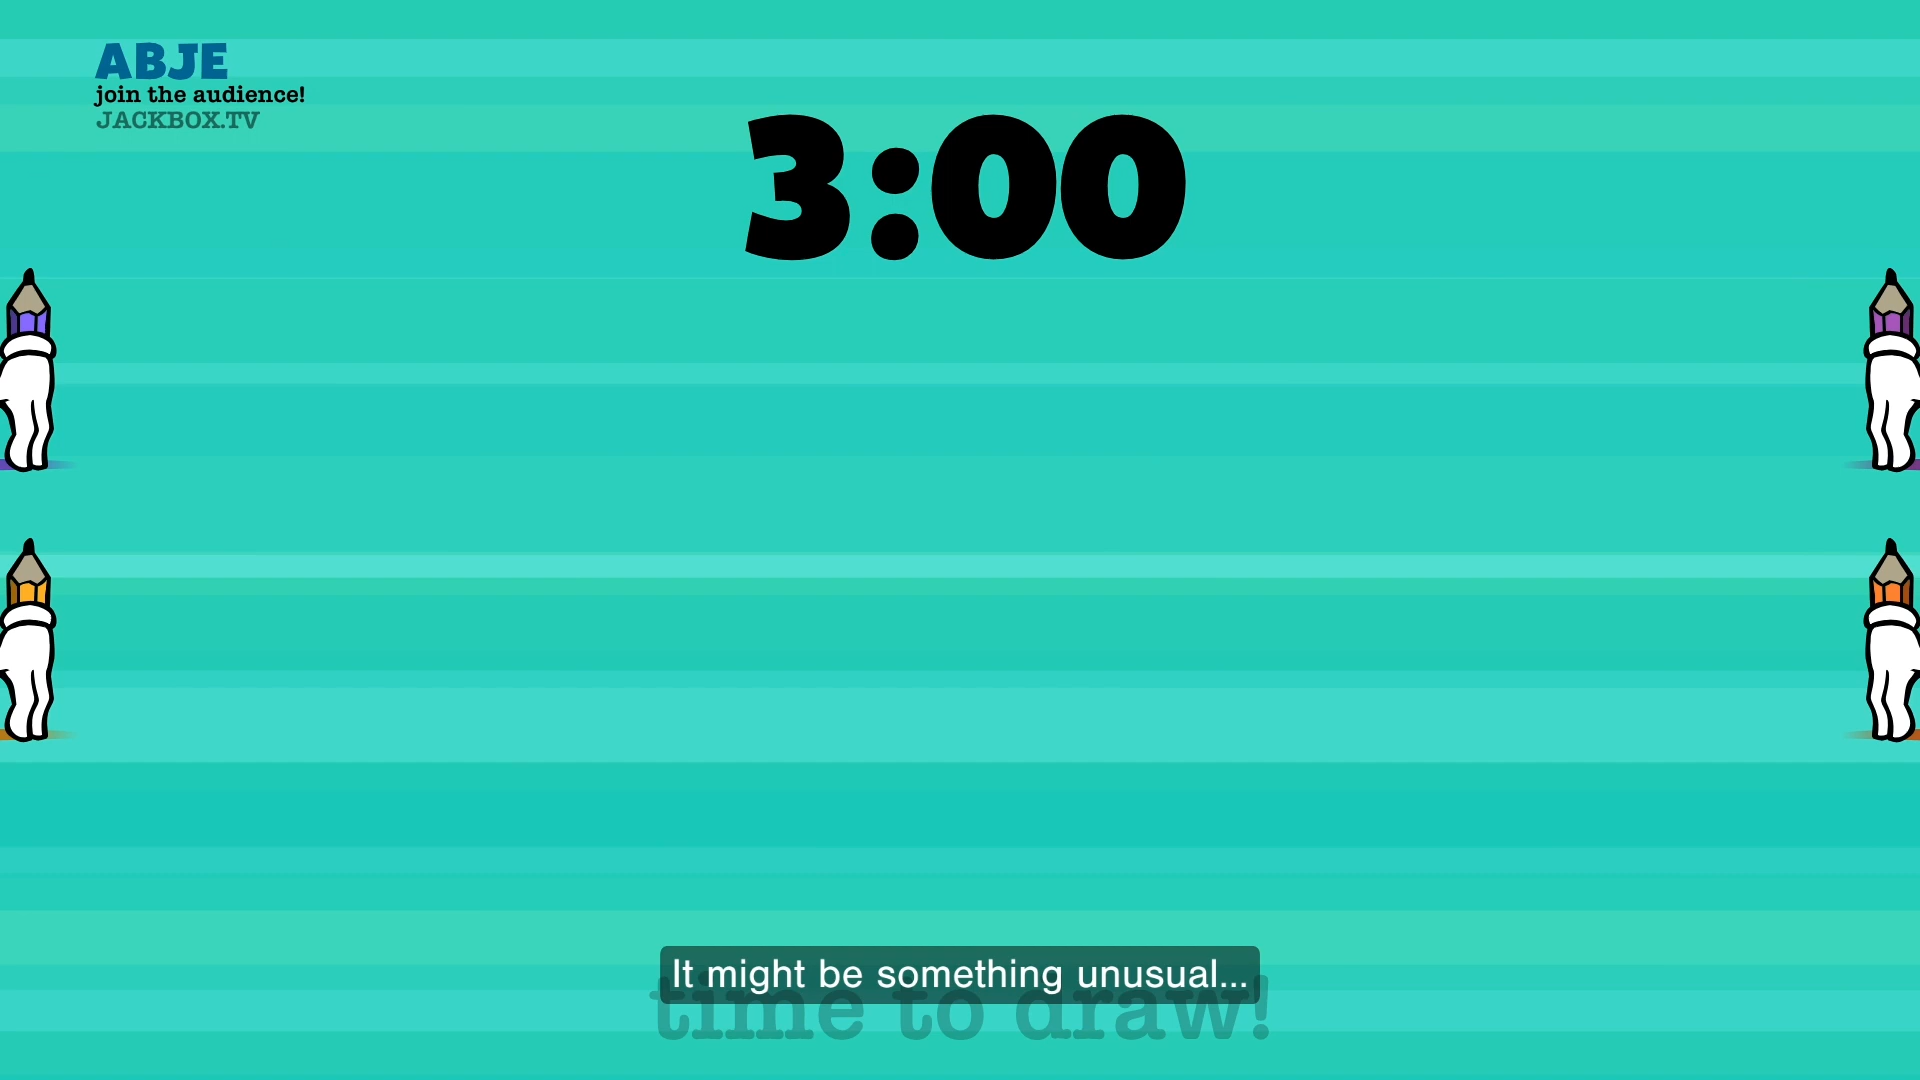 ABJE
join the audience!
JACKBOX.TV
3:00
It might be something unusual...
time to draw!